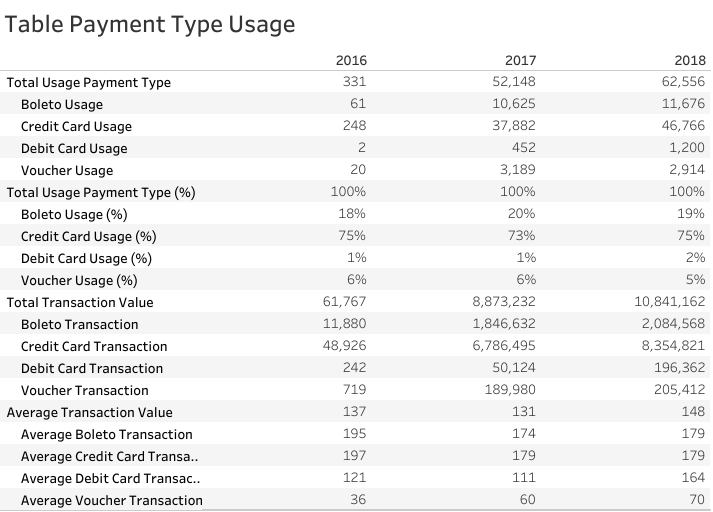 Table Payment Type Usage
2016 2017 2018
Total Usage Payment Type 331 52,148 62,556
Boleto Usage 61 10,625 11,676
Credit Card Usage 248 37,882 46,766
Debit Card Usage 2 452 1,200
Voucher Usage 20 3,189 2,914
Total Usage Payment Type (%) 100% 100% 100%
Boleto Usage (%) 18% 20% 19%
Credit Card Usage (%) 75% 73% 75%
Debit Card Usage (%) 1% 1% 2%
Voucher Usage (%) 6% 6% 5%
Total Transaction Value 61,767 8,873,232 10,841,162
Boleto Transaction 11,880 1,846,632 2,084,568
Credit Card Transaction 48,926 6,786,495 8,354,821
Debit Card Transaction 242 50,124 196,362
Voucher Transaction 719 189,980 205,412
Average Transaction Value 137 131 148
Average Boleto Transaction 195 174 179
Average Credit Card Transa.. 197 179 179
Average Debit Card Transac.. 121 111 164
Average Voucher Transaction 36 60 70